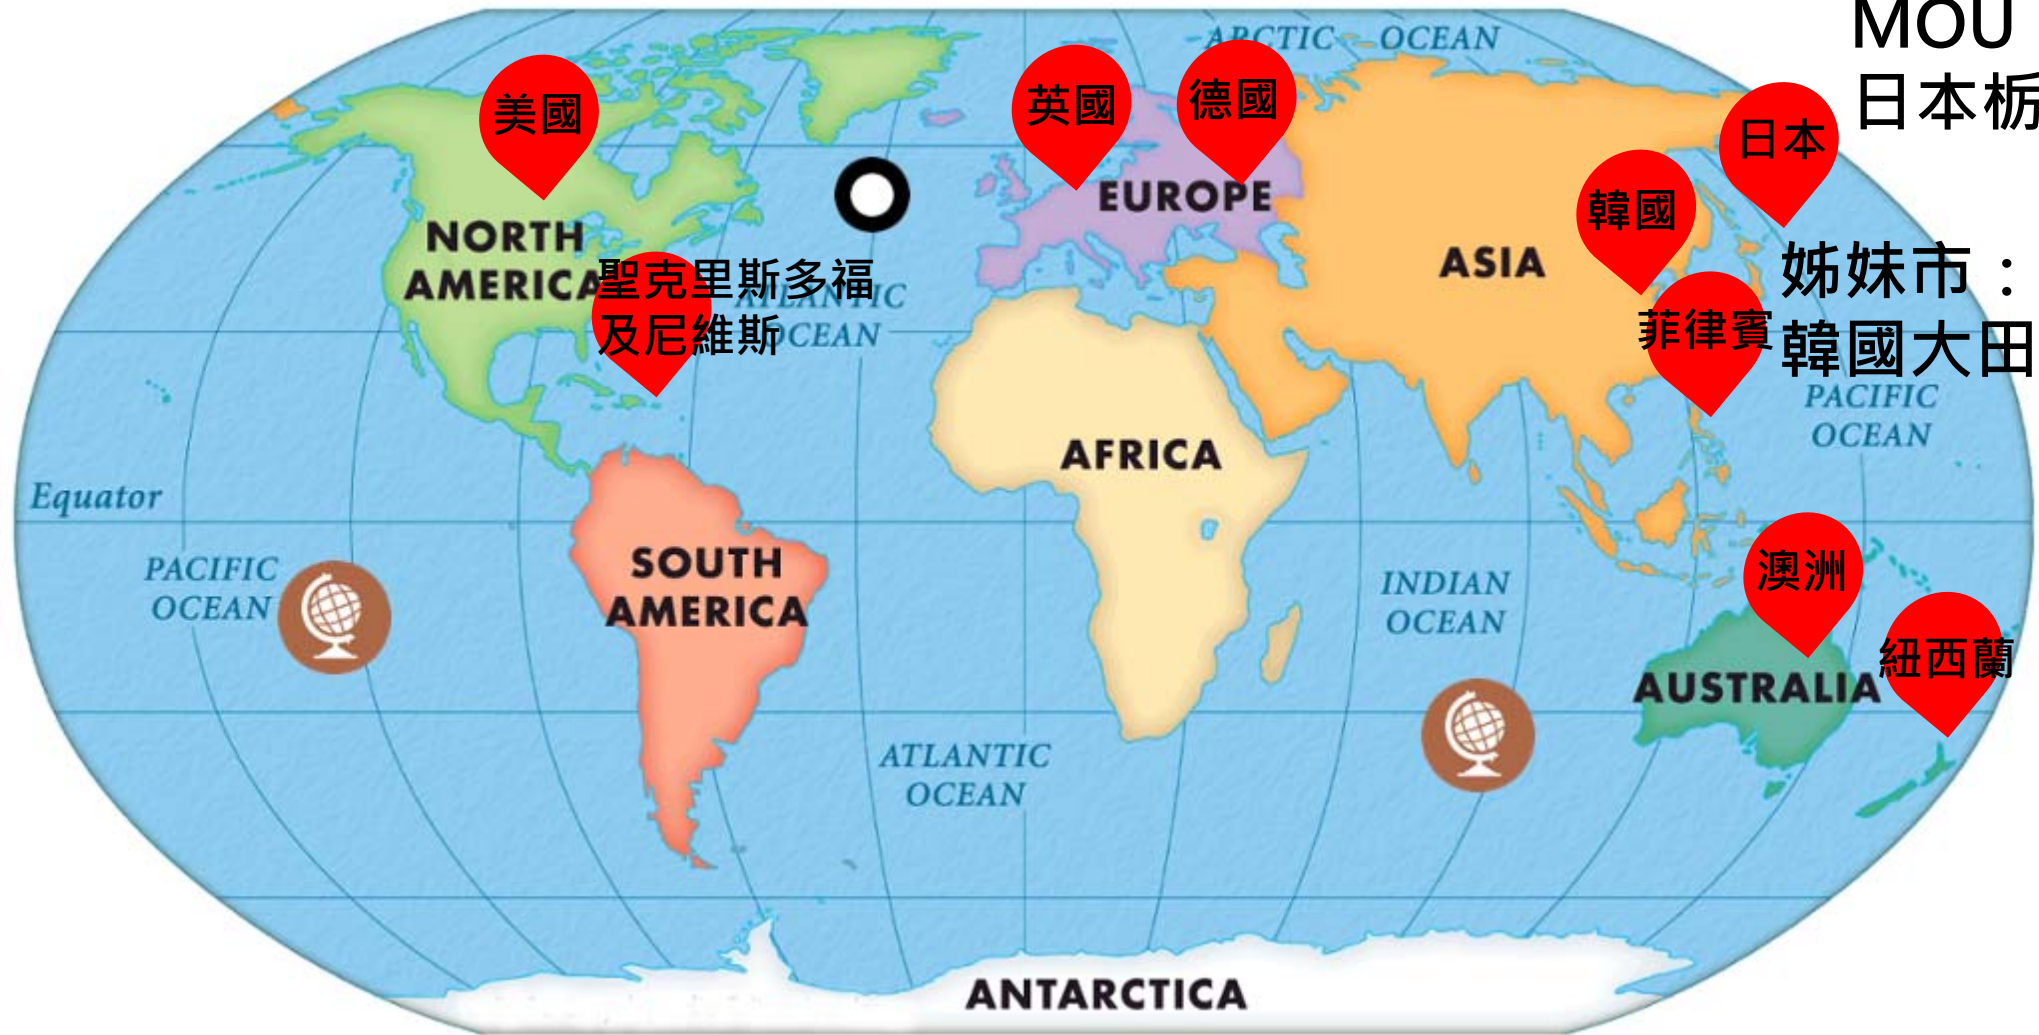 ARCTIC OCEAN
MOU
日本栃
美國
英國
德國
日本
韓國
EUROPE
NORTH
AMERICA
ASIA
聖克里斯多福
及尼維斯
ATLANTIC
OCEAN
姊妹市：
韓國大田
菲律賓
PACIFIC
OCEAN
AFRICA
Equator
PACIFIC
OCEAN
SOUTH
AMERICA
INDIAN
OCEAN
澳洲
紐西蘭
AUSTRALIA
ATLANTIC
OCEAN
ANTARCTICA